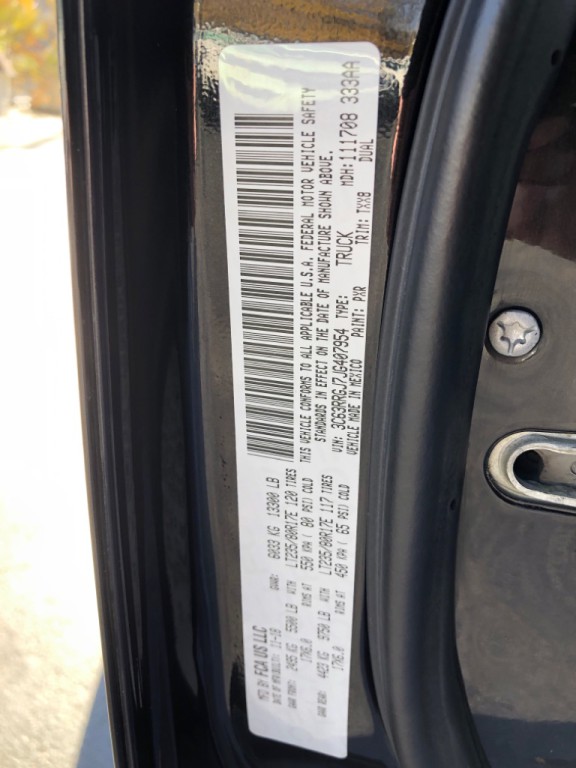 MFD BY FCA US LLC
DATE OF MFR/BUILT: 11-18 GVWR: 6033 KG 13300 LB
GAWR FRONT: 2495 KG 5500 LB WITH LT235/80R17E 120 TIRES
17X6.0 RIMS AT 550 KPA ( 80 PSI) COLD
GAWR REAR: 4423 KG 9750 LB WITH LT235/80R17E 117 TIRES
17X6.0 RIMS AT 450 KPA ( 65 PSI) COLD
THIS VEHICLE CONFORMS TO ALL APPLICABLE U.S.A. FEDERAL MOTOR VEHICLE SAFETY
STANDARDS IN EFFECT ON THE DATE OF MANUFACTURE SHOWN ABOVE.
VIN: 3C63RRGJ7JG407954 TYPE: TRUCK MDH:111708 333AA
VEHICLE MADE IN MEXICO PAINT: PXR TRIM: TXX8 DUAL